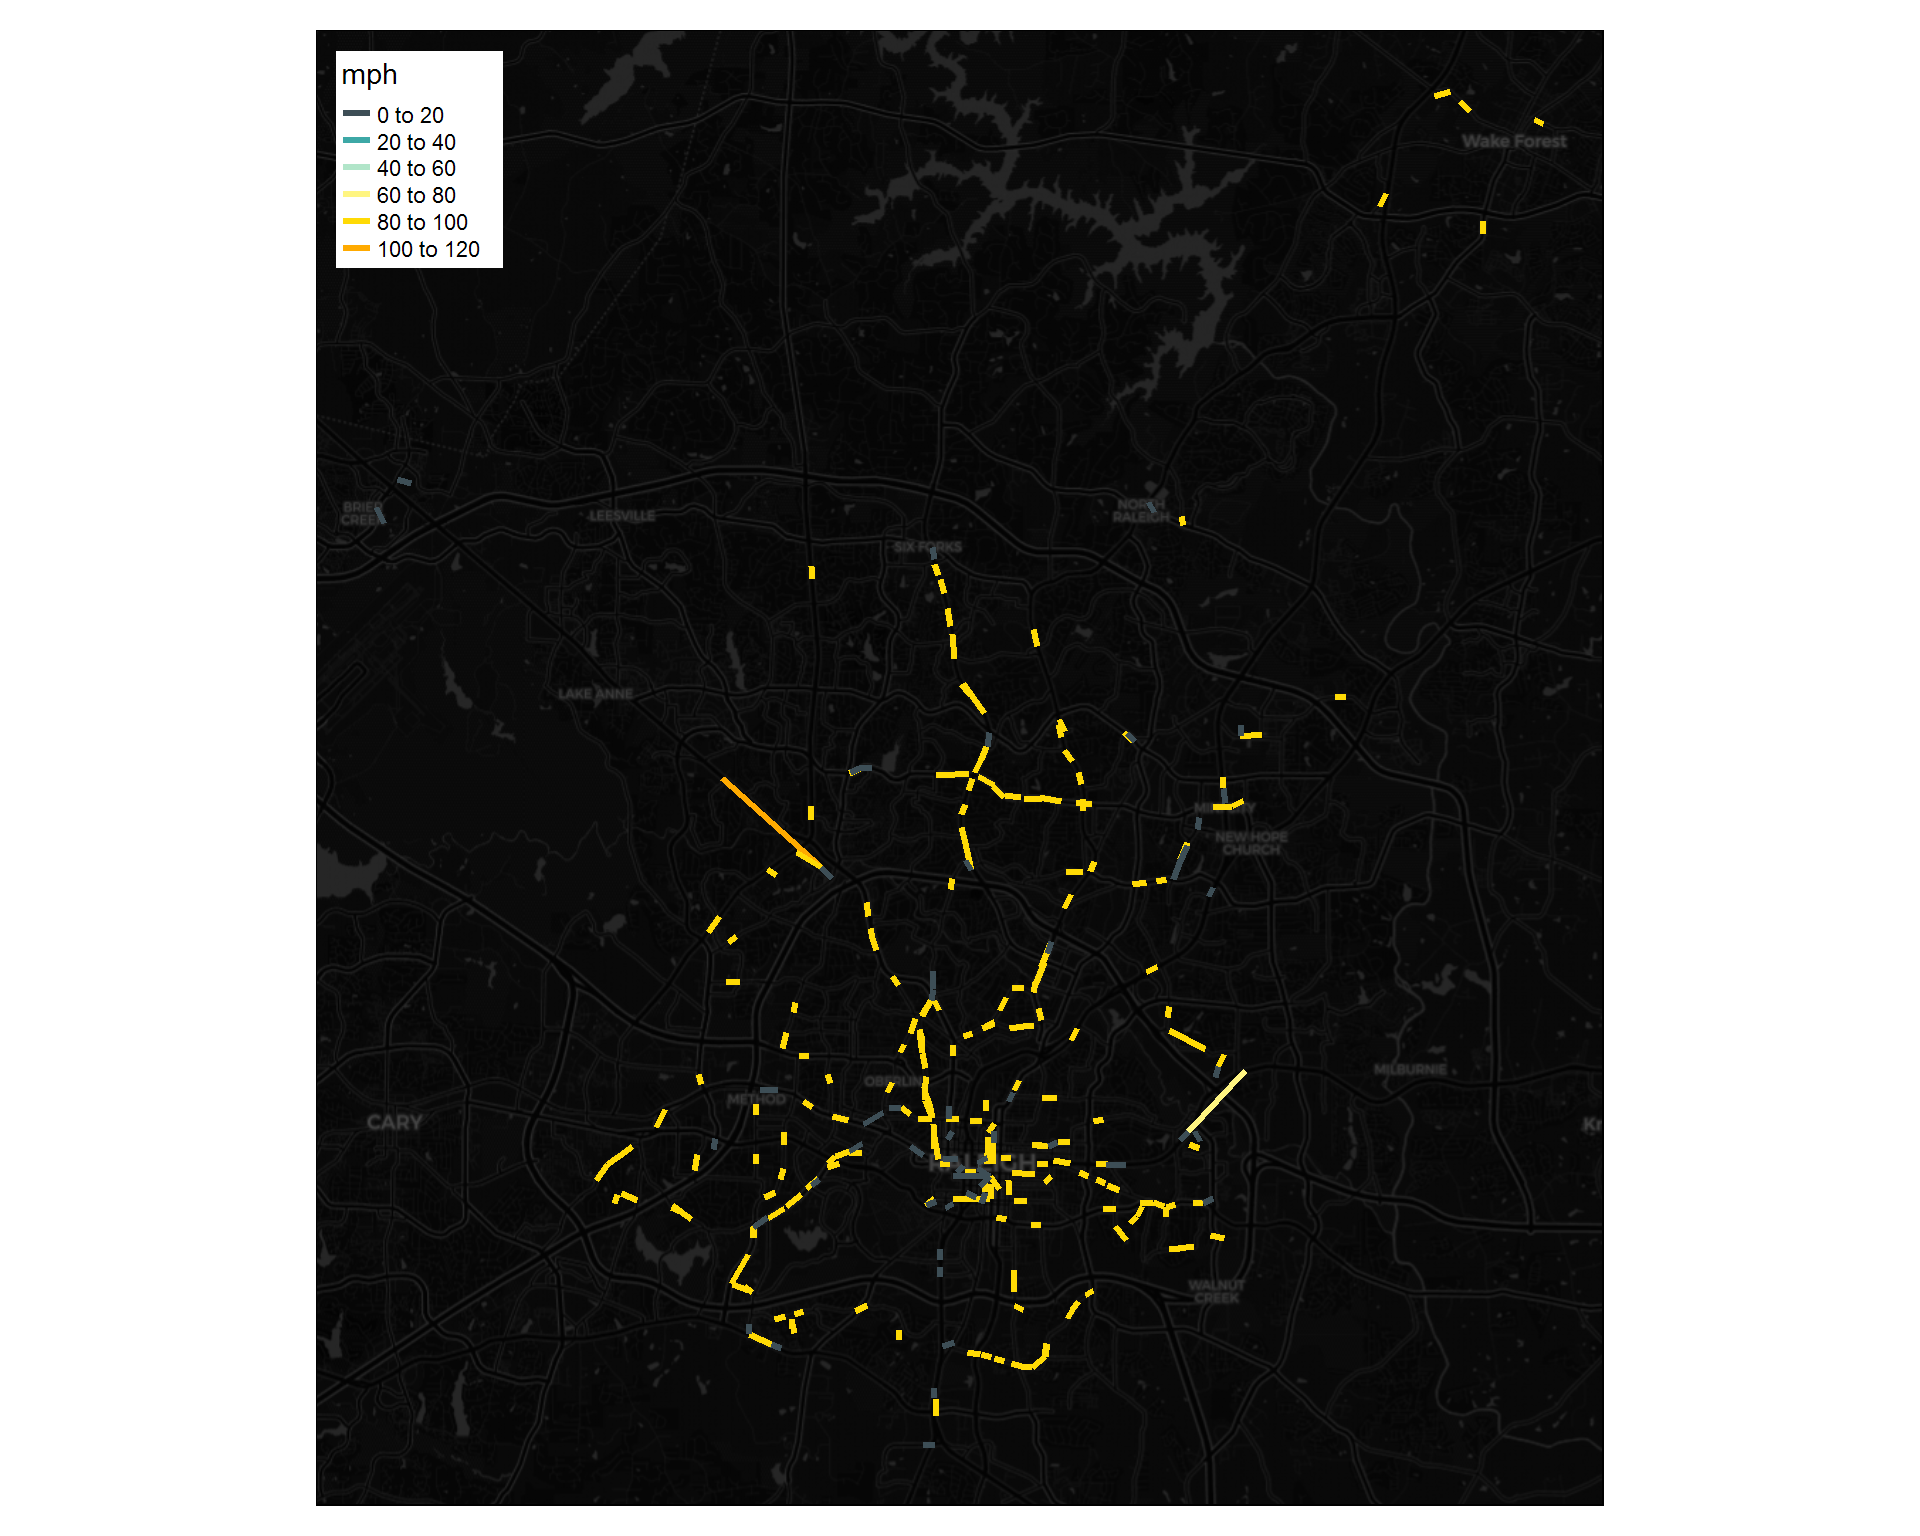 mph
0 to 20
20 to 40
40 to 60
60 to 80
80 to 100
100 to 120
Wake Forest
BRIER
CREEK
LEESVILLE
NORTH
RALEIGH
SIX FORKS
LAKE ANNE
NEW HOPE
CHURCH
MILBURNIE
OBERLIN
METHOD
CARY
RALEIGH
WALNUT
CREEK